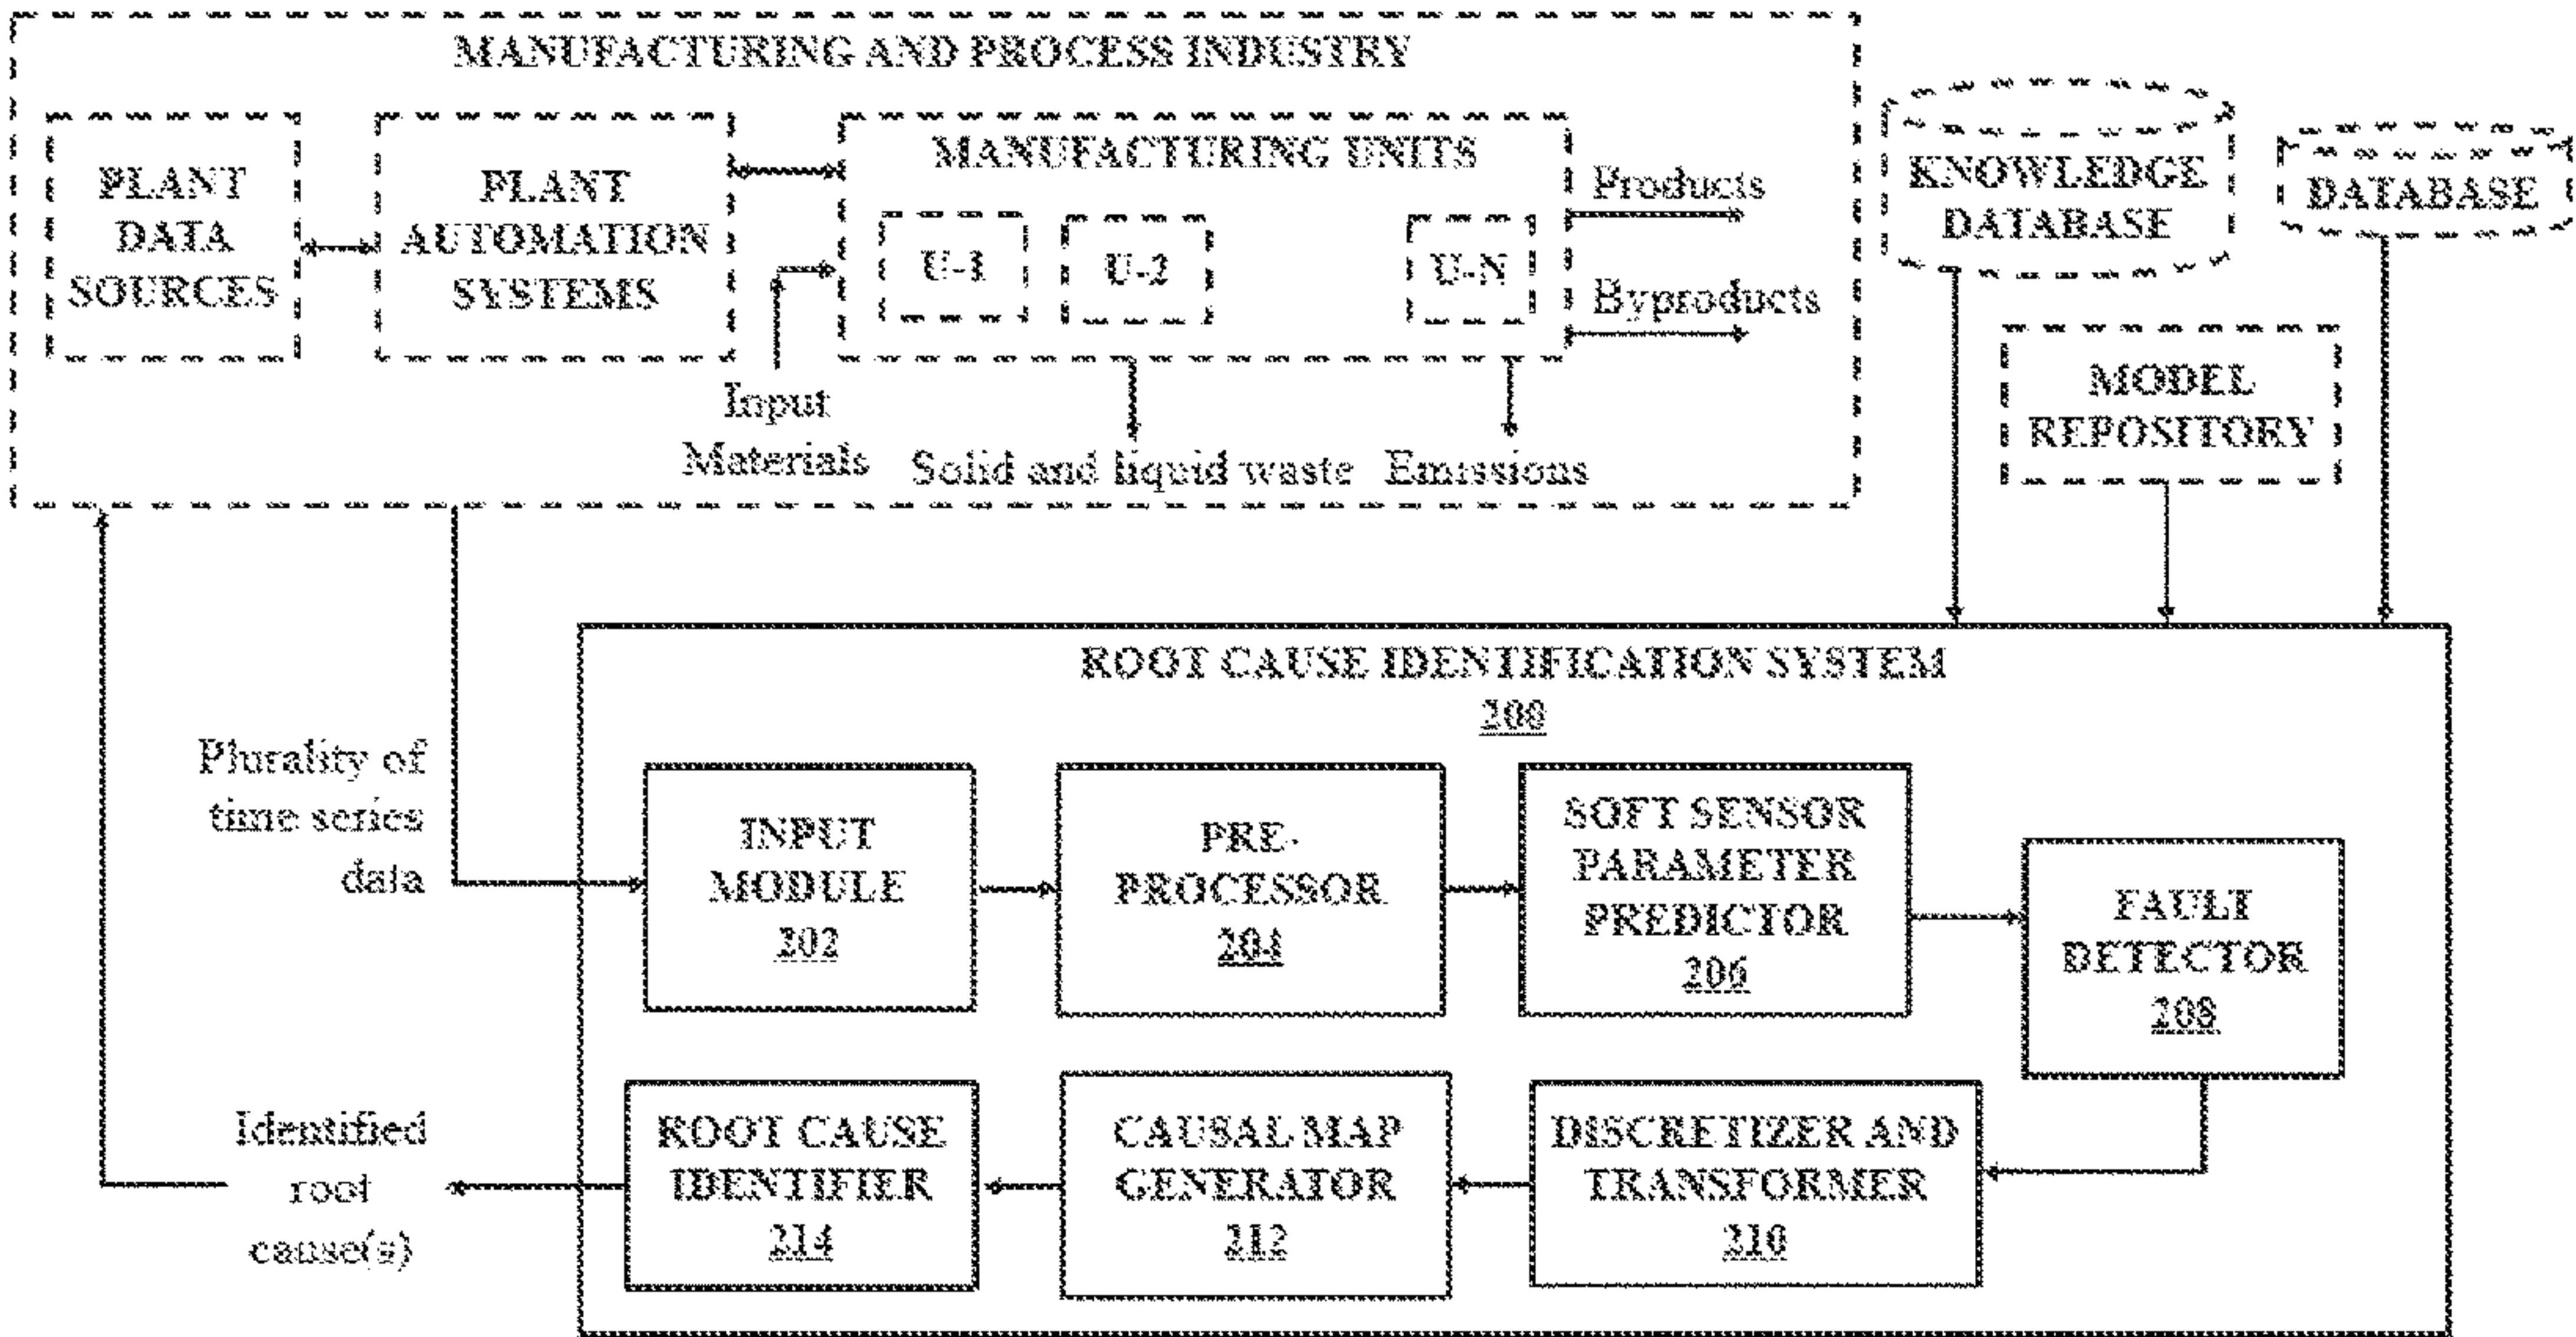 MANUFACTURING AND PROCESS INDUSTRY
PLANT
DATA
SOURCES
PLANT
AUTOMATION
SYSTEMS
MANUFACTURING UNITS
U-1
U-2
U-N
Products
Byproducts
Input
Materials
Solid and liquid waste
Emissions
KNOWLEDGE
DATABASE
DATABASE
MODEL
REPOSITORY
ROOT CAUSE IDENTIFICATION SYSTEM
200
Plurality of
time series
data
INPUT
MODULE
202
PRE-
PROCESSOR
204
SOFT SENSOR
PARAMETER
PREDICTOR
206
FAULT
DETECTOR
208
DISCRETIZER AND
TRANSFORMER
210
CAUSAL MAP
GENERATOR
212
ROOT CAUSE
IDENTIFIER
214
Identified
root
cause(s)